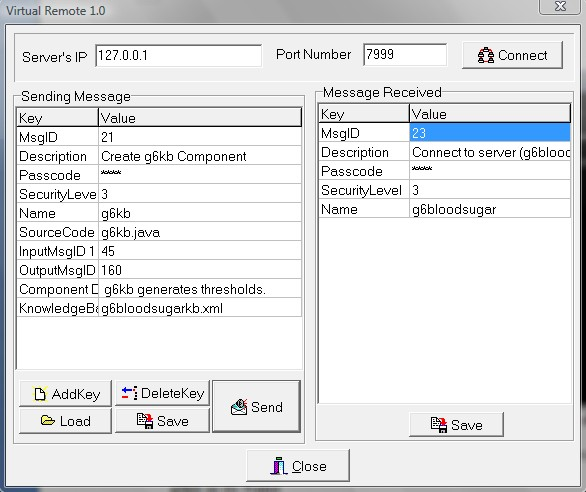 Virtual Remote 1.0
Server's IP 127.0.0.1 Port Number 7999 Connect
Sending Message
Key Value
MsgID 21
Description Create g6kb Component
Passcode ****
SecurityLeve 3
Name g6kb
SourceCode g6kb.java
InputMsgID 1 45
OutputMsgID 160
Component D g6kb generates thresholds.
KnowledgeBa g6bloodsugarkb.xml
AddKey DeleteKey Send
Load Save
Message Received
Key Value
MsgID 23
Description Connect to server (g6blood
Passcode ****
SecurityLevel 3
Name g6bloodsugar
Save
Close